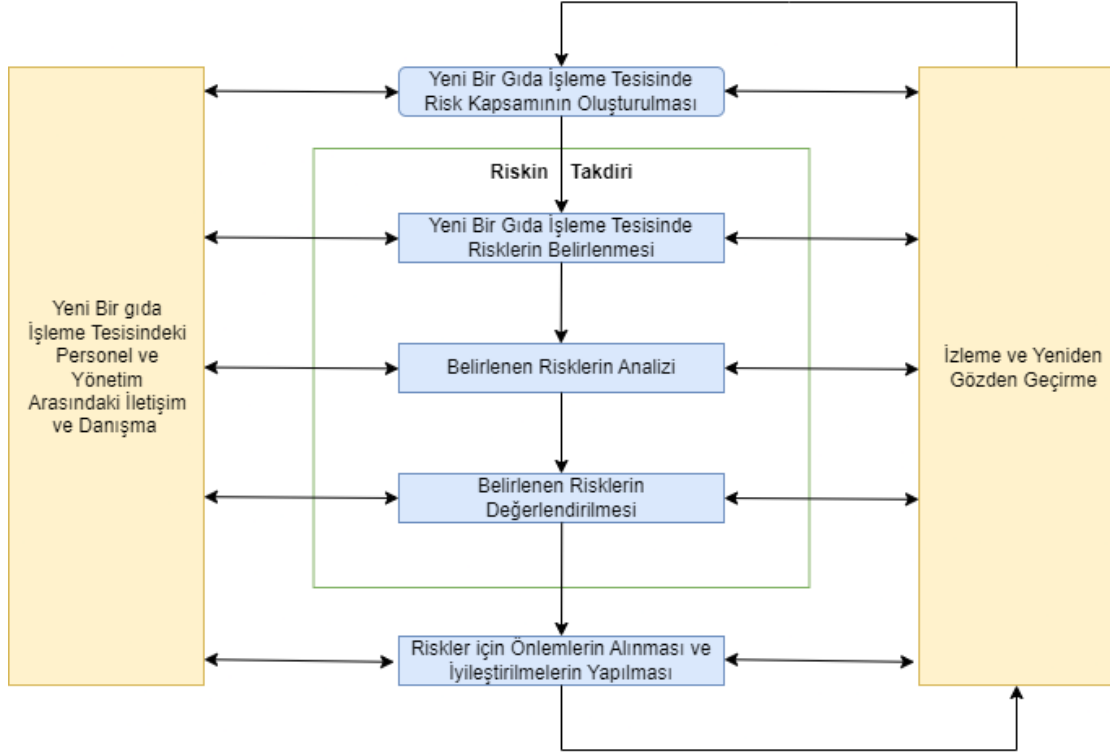 Yeni Bir Gıda İşleme Tesisinde
Risk Kapsamının Oluşturulması
Riskin Takdiri
Yeni Bir Gıda İşleme Tesisinde
Risklerin Belirlenmesi
Yeni Bir gıda
İşleme Tesisindeki
Personel ve
Yönetim
Arasındaki İletişim
ve Danışma
Belirlenen Risklerin Analizi
İzleme ve Yeniden
Gözden Geçirme
Belirlenen Risklerin
Değerlendirilmesi
Riskler için Önlemlerin Alınması ve
İyileştirilmelerin Yapılması